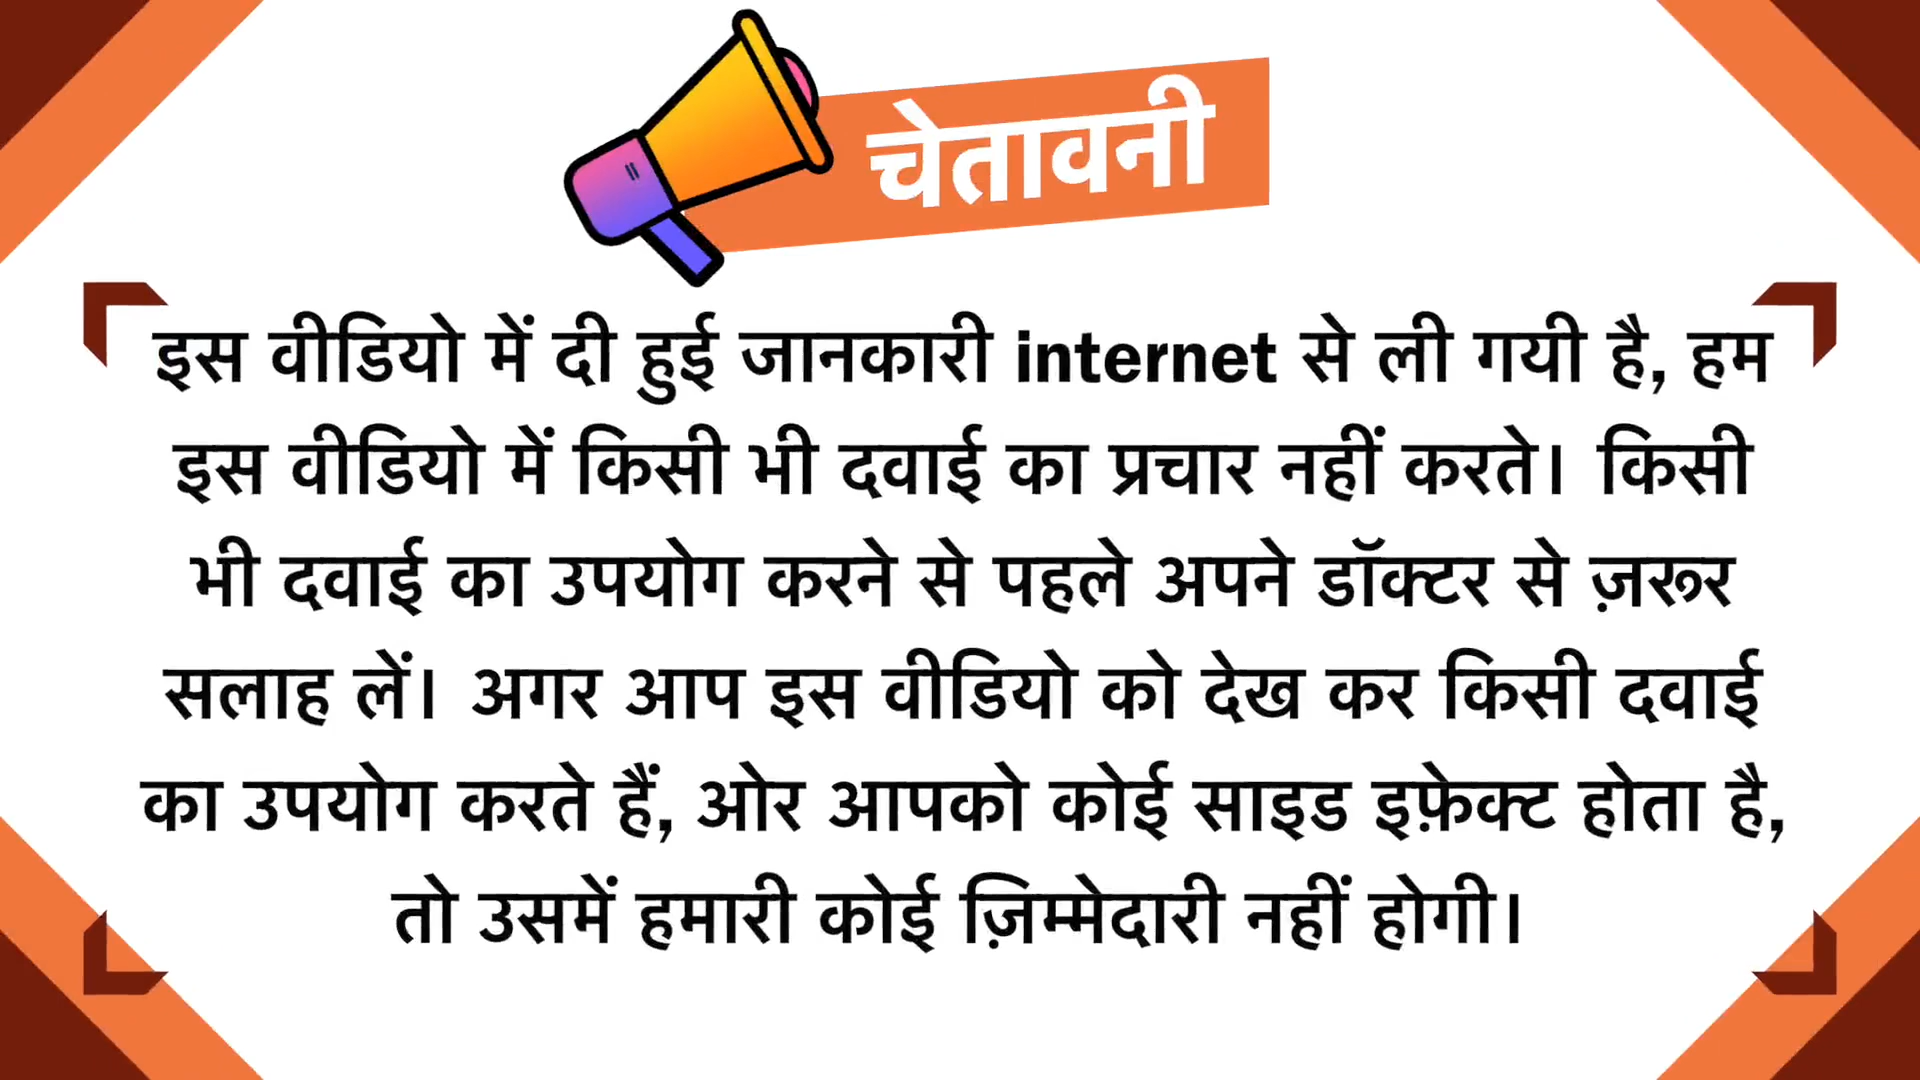 चेतावनी
इस वीडियो में दी हुई जानकारी internet से ली गयी है, हम
इस वीडियो में किसी भी दवाई का प्रचार नहीं करते। किसी
भी दवाई का उपयोग करने से पहले अपने डॉक्टर से ज़रूर
सलाह लें। अगर आप इस वीडियो को देख कर किसी दवाई
का उपयोग करते हैं, ओर आपको कोई साइड इफ़ेक्ट होता है,
तो उसमें हमारी कोई ज़िम्मेदारी नहीं होगी।